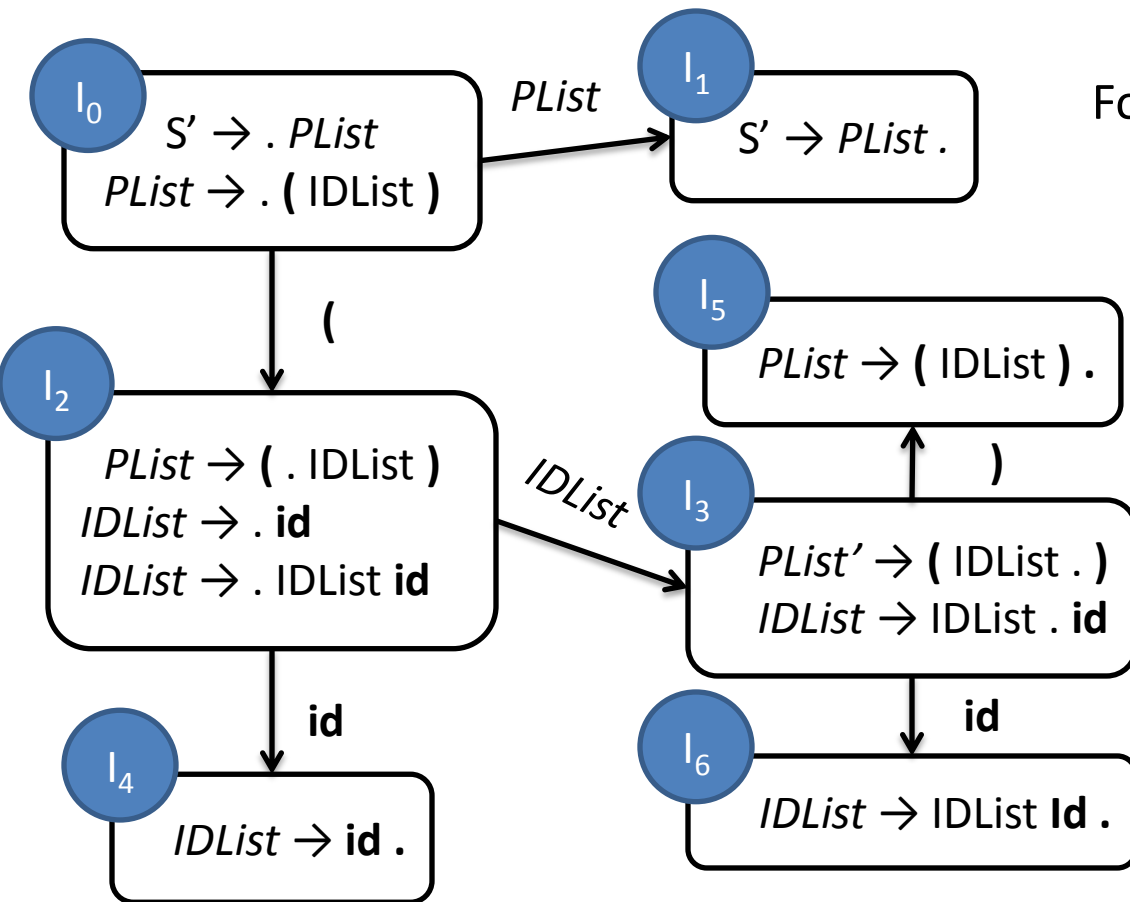 I0
S’ → . PList
PList → . ( IDList )
PList
I1
S’ → PList .
Fo
(
I2
PList → ( . IDList )
IDList → . id
IDList → . IDList id
IDList
I5
PList → ( IDList ) .
)
I3
PList’ → ( IDList . )
IDList → IDList . id
id
I4
IDList → id .
id
I6
IDList → IDList Id .